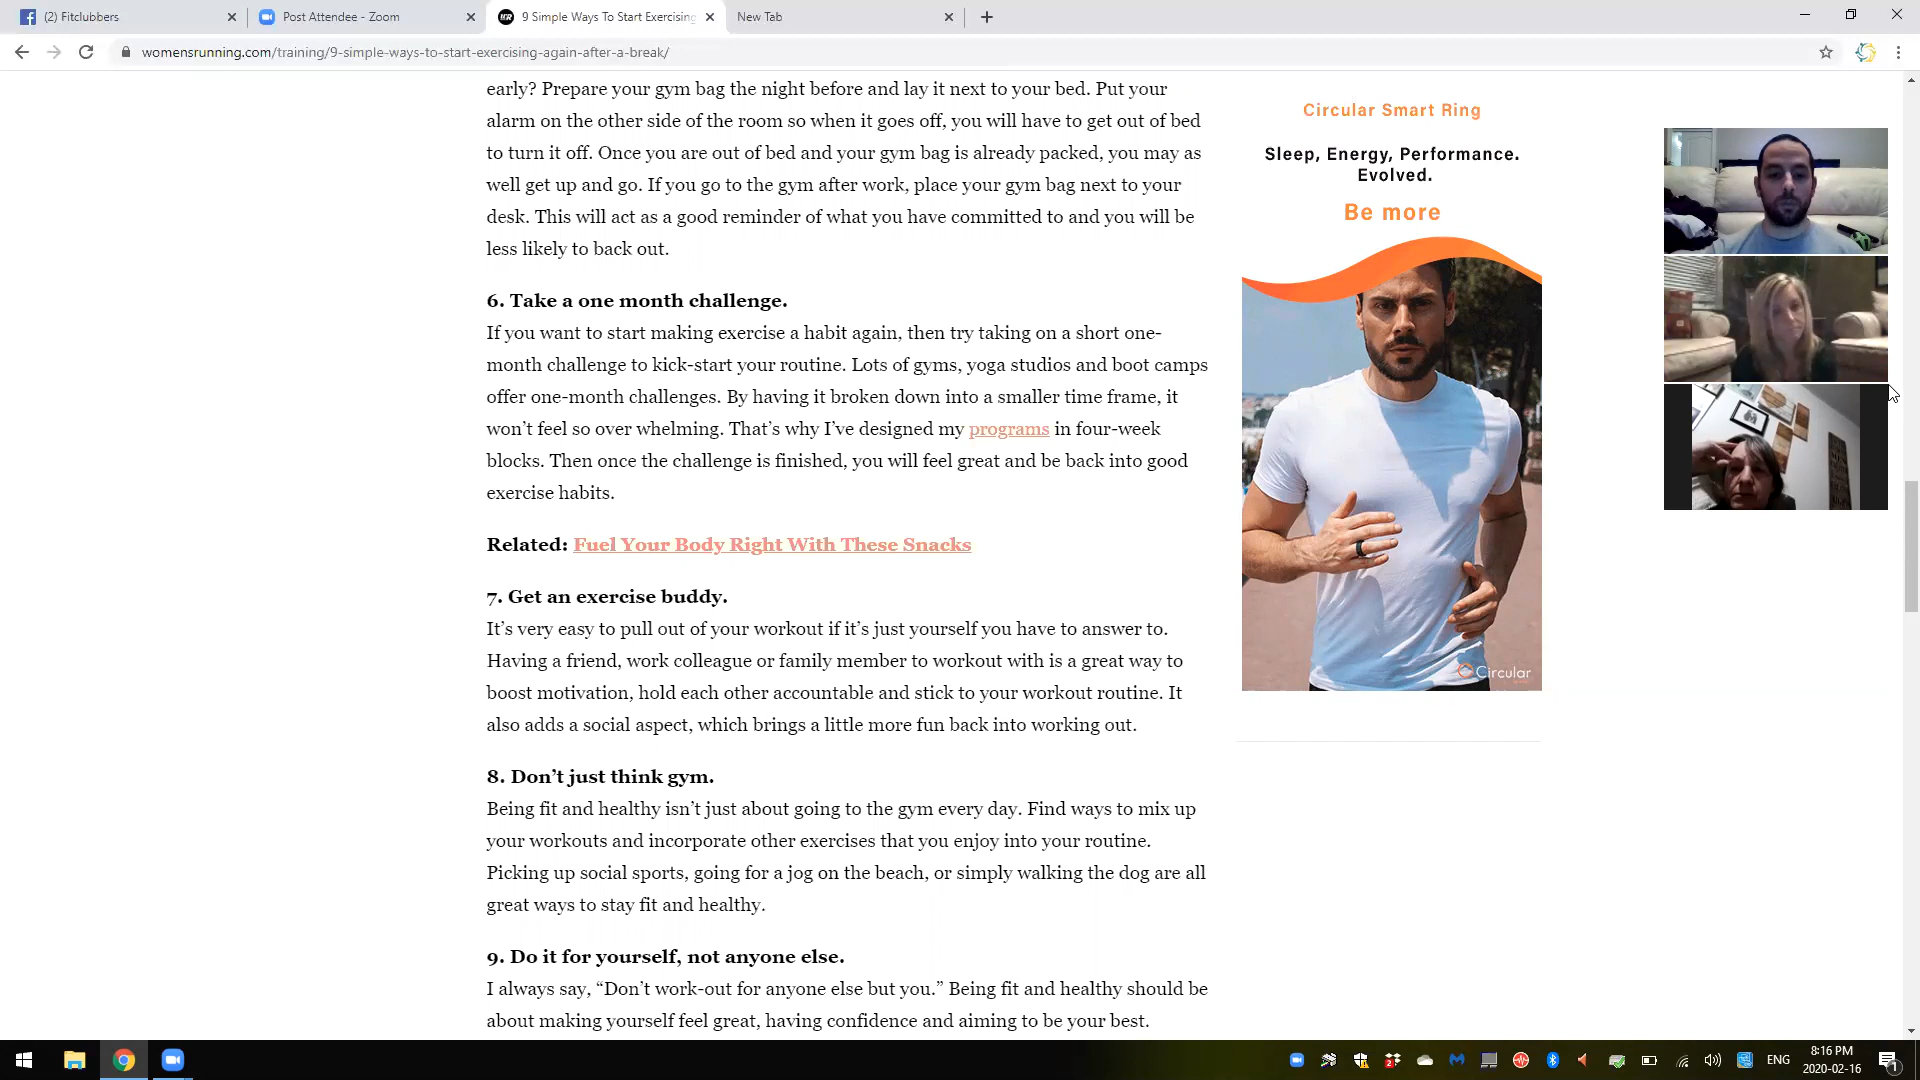 (2) Fitclubbers
Post Attendee - Zoom
9 Simple Ways To Start Exercising
New Tab
womensrunning.com/training/9-simple-ways-to-start-exercising-again-after-a-break/
early? Prepare your gym bag the night before and lay it next to your bed. Put your
alarm on the other side of the room so when it goes off, you will have to get out of bed
to turn it off. Once you are out of bed and your gym bag is already packed, you may as
well get up and go. If you go to the gym after work, place your gym bag next to your
desk. This will act as a good reminder of what you have committed to and you will be
less likely to back out.
6. Take a one month challenge.
If you want to start making exercise a habit again, then try taking on a short one-
month challenge to kick-start your routine. Lots of gyms, yoga studios and boot camps
offer one-month challenges. By having it broken down into a smaller time frame, it
won’t feel so over whelming. That’s why I’ve designed my programs in four-week
blocks. Then once the challenge is finished, you will feel great and be back into good
exercise habits.
Related: Fuel Your Body Right With These Snacks
7. Get an exercise buddy.
It’s very easy to pull out of your workout if it’s just yourself you have to answer to.
Having a friend, work colleague or family member to workout with is a great way to
boost motivation, hold each other accountable and stick to your workout routine. It
also adds a social aspect, which brings a little more fun back into working out.
8. Don’t just think gym.
Being fit and healthy isn’t just about going to the gym every day. Find ways to mix up
your workouts and incorporate other exercises that you enjoy into your routine.
Picking up social sports, going for a jog on the beach, or simply walking the dog are all
great ways to stay fit and healthy.
9. Do it for yourself, not anyone else.
I always say, “Don’t work-out for anyone else but you.” Being fit and healthy should be
about making yourself feel great, having confidence and aiming to be your best.
Circular Smart Ring
Sleep, Energy, Performance.
Evolved.
Be more
Circular
ENG
8:16 PM
2020-02-16
1